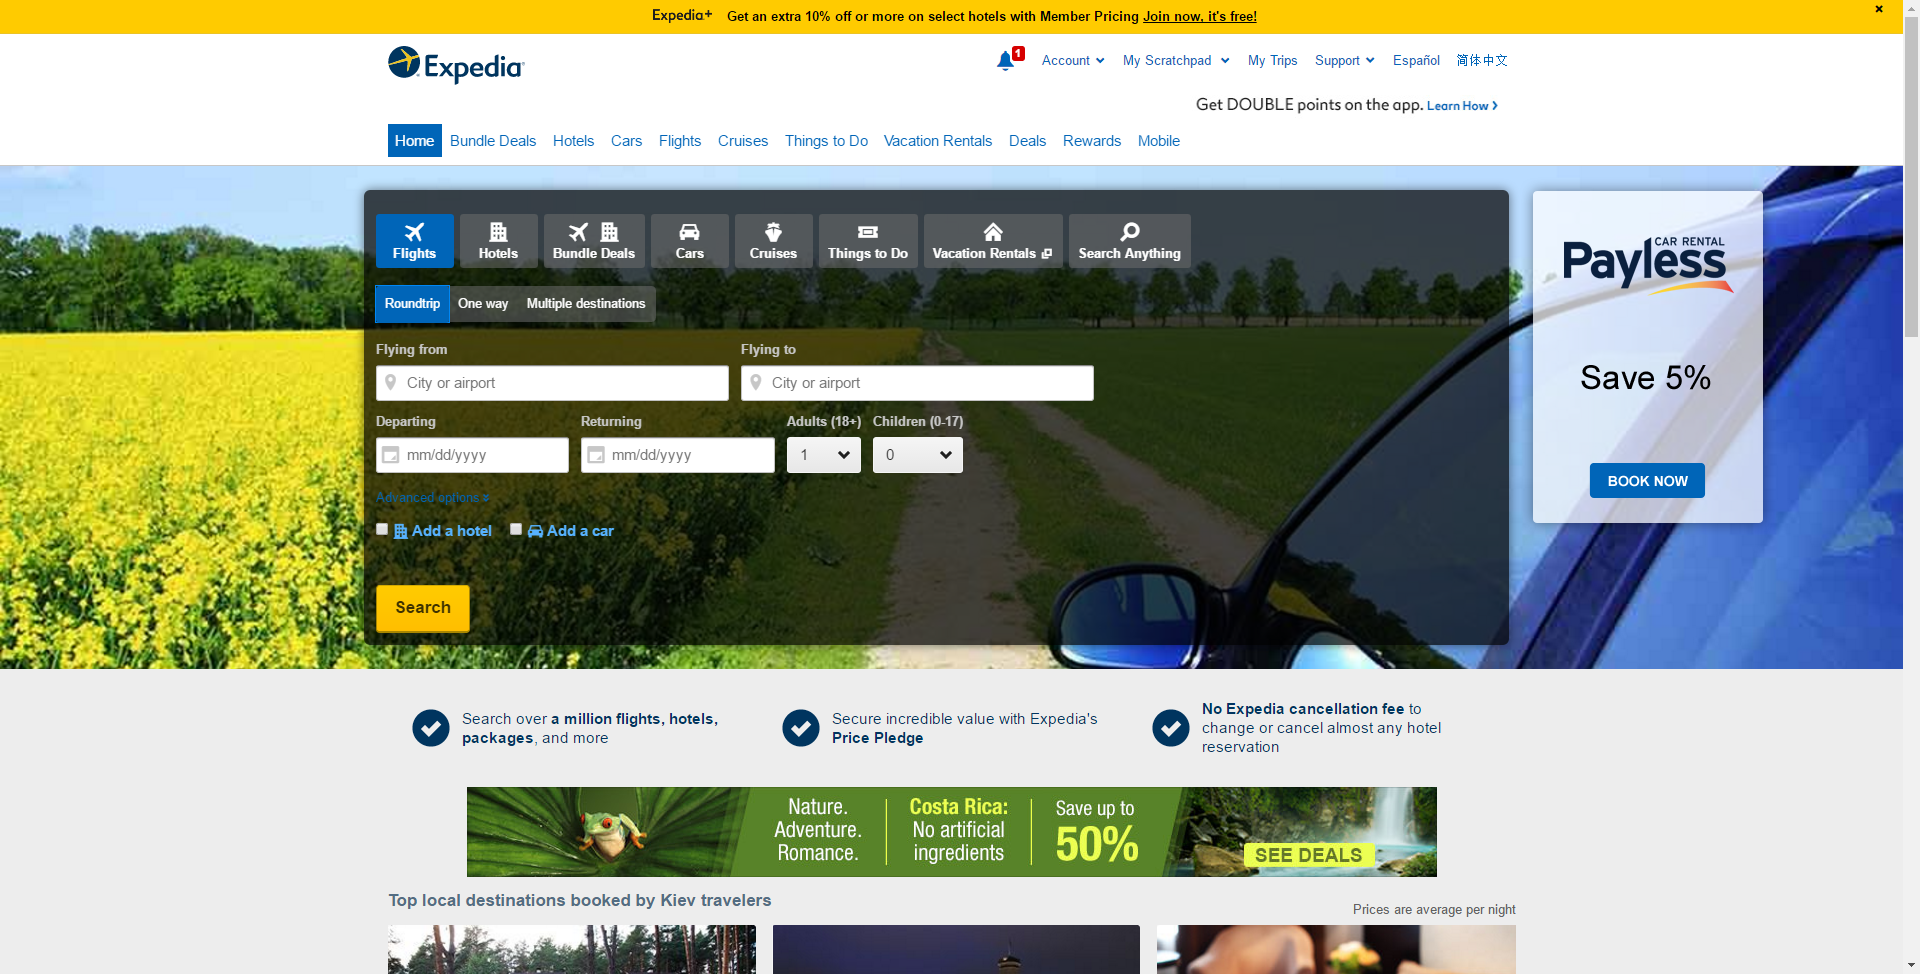 Expedia+ Get an extra 10% off or more on select hotels with Member Pricing Join now, it's free!
Expedia
1 Account My Scratchpad My Trips Support Español 简体中文
Get DOUBLE points on the app. Learn How
Home Bundle Deals Hotels Cars Flights Cruises Things to Do Vacation Rentals Deals Rewards Mobile
Flights Hotels Bundle Deals Cars Cruises Things to Do Vacation Rentals Search Anything
Roundtrip One way Multiple destinations
Flying from Flying to
City or airport City or airport
Departing Returning Adults (18+) Children (0-17)
mm/dd/yyyy mm/dd/yyyy 1 0
Advanced options
Add a hotel Add a car
Search
CAR RENTAL
Payless
Save 5%
BOOK NOW
Search over a million flights, hotels,
packages, and more
Secure incredible value with Expedia's
Price Pledge
No Expedia cancellation fee to
change or cancel almost any hotel
reservation
Nature.
Adventure.
Romance.
Costa Rica:
No artificial
ingredients
Save up to
50%
SEE DEALS
Top local destinations booked by Kiev travelers
Prices are average per night